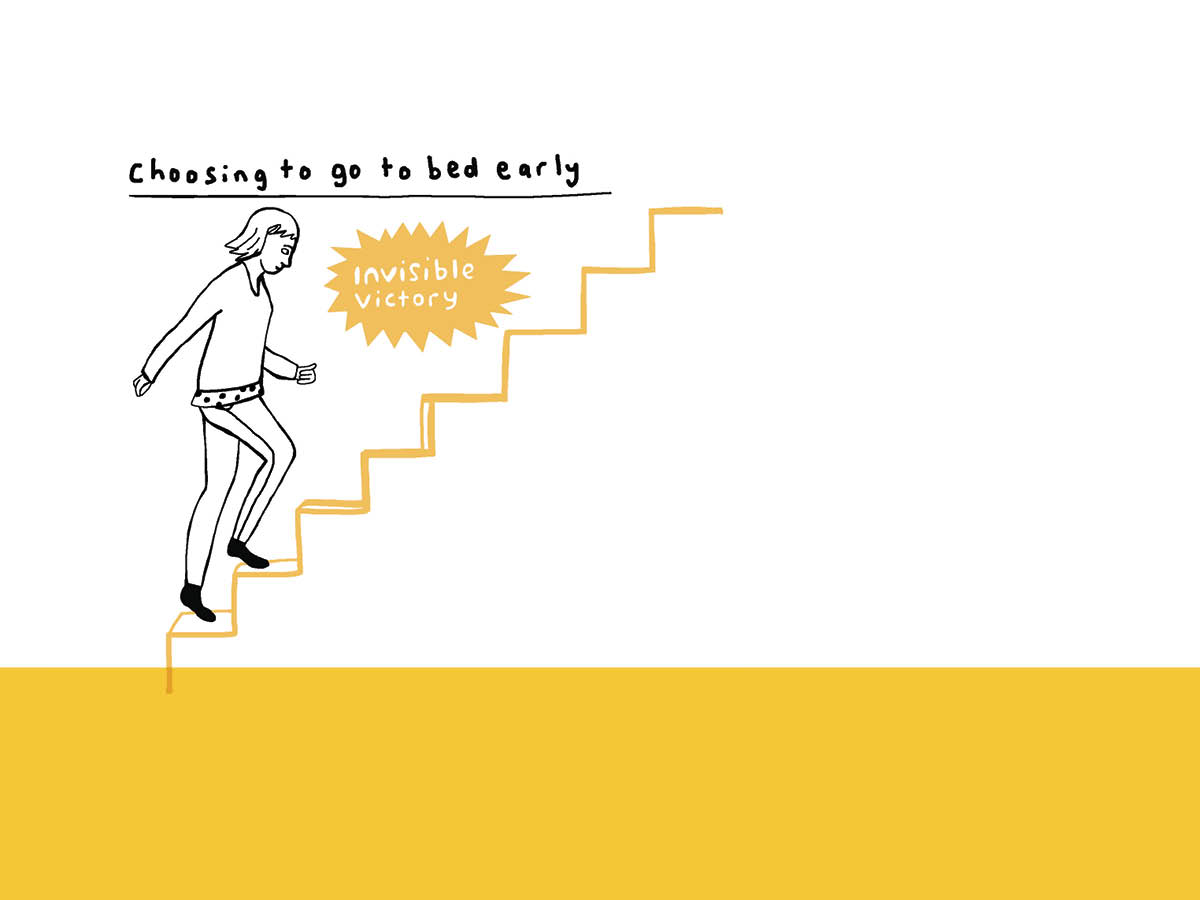 Choosing to go to bed early
Invisible
victory